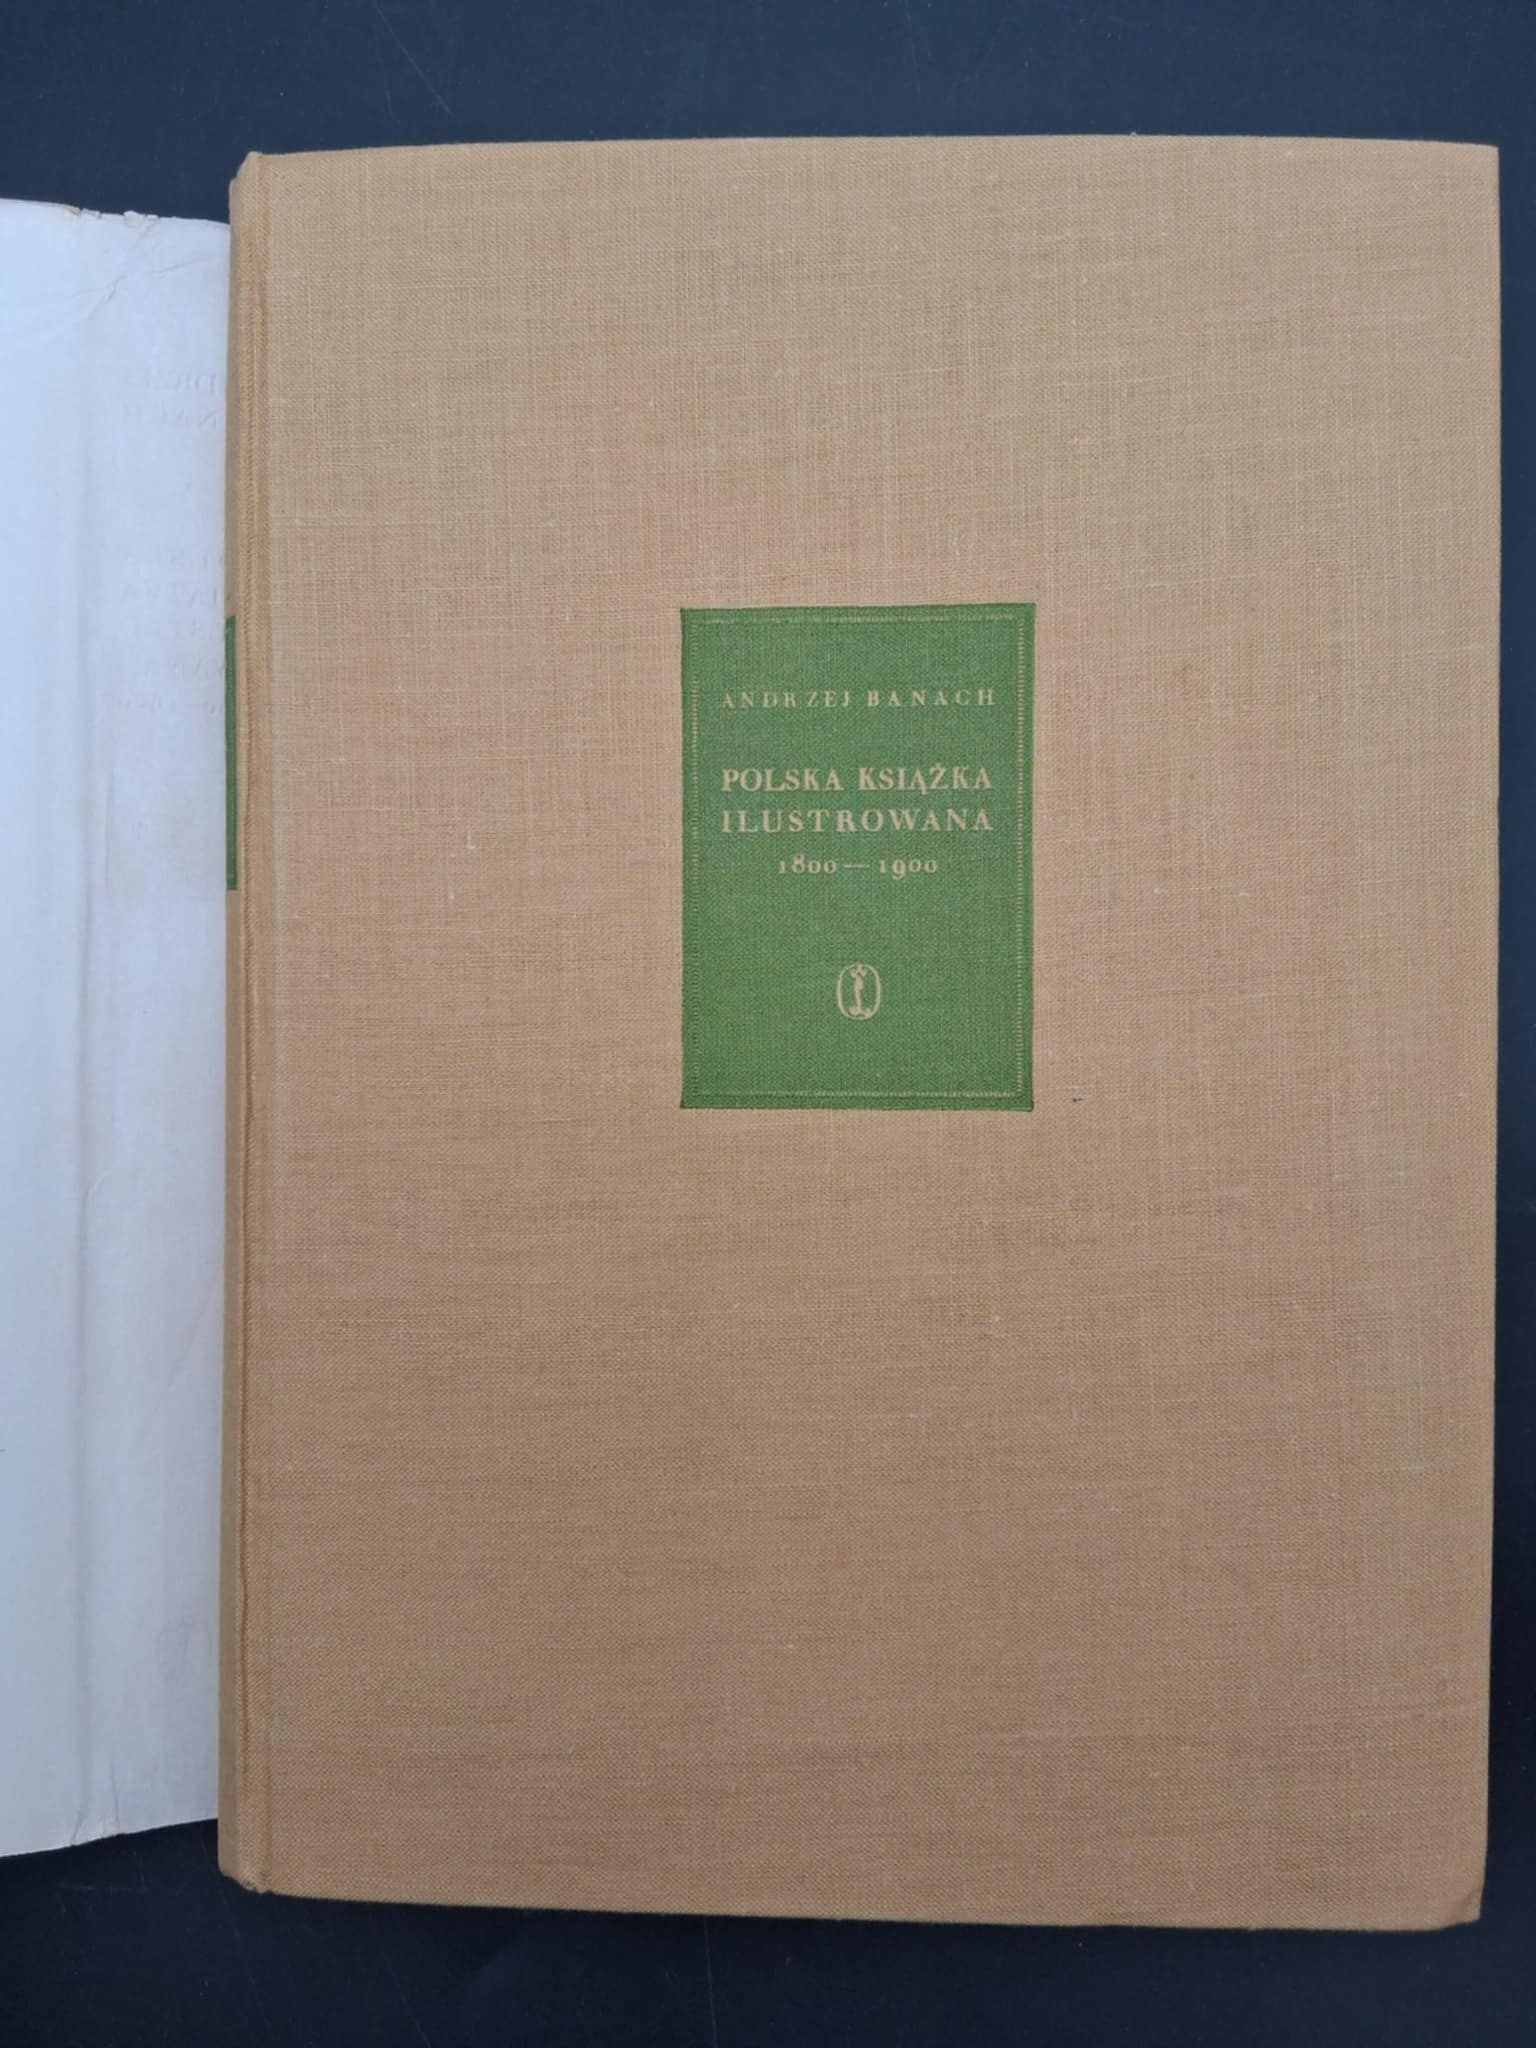 ANDRZEJ BANACH
POLSKA KSIĄŻKA
ILUSTROWANA
1800 — 1900